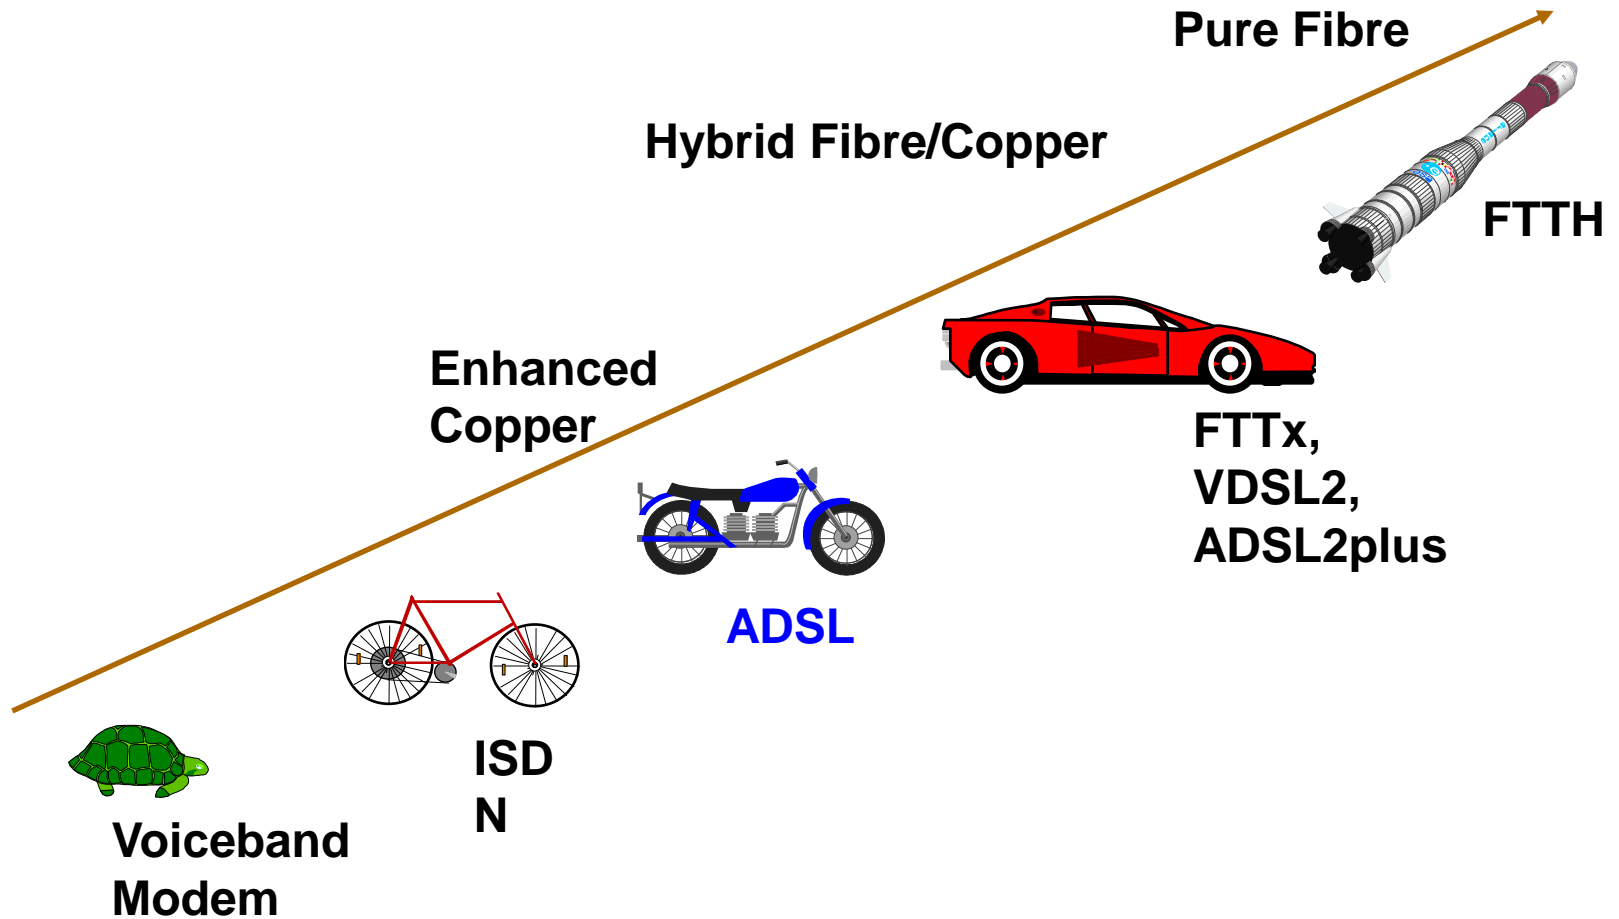 Pure Fibre
Hybrid Fibre/Copper
FTTH
Enhanced
Copper
FTTx,
VDSL2,
ADSL2plus
ADSL
ISD
N
Voiceband
Modem